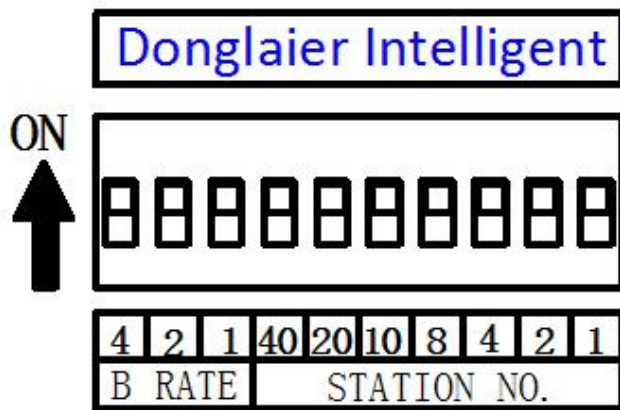 Donglaier Intelligent
ON
4 2 1 40 20 10 8 4 2 1
B RATE STATION NO.